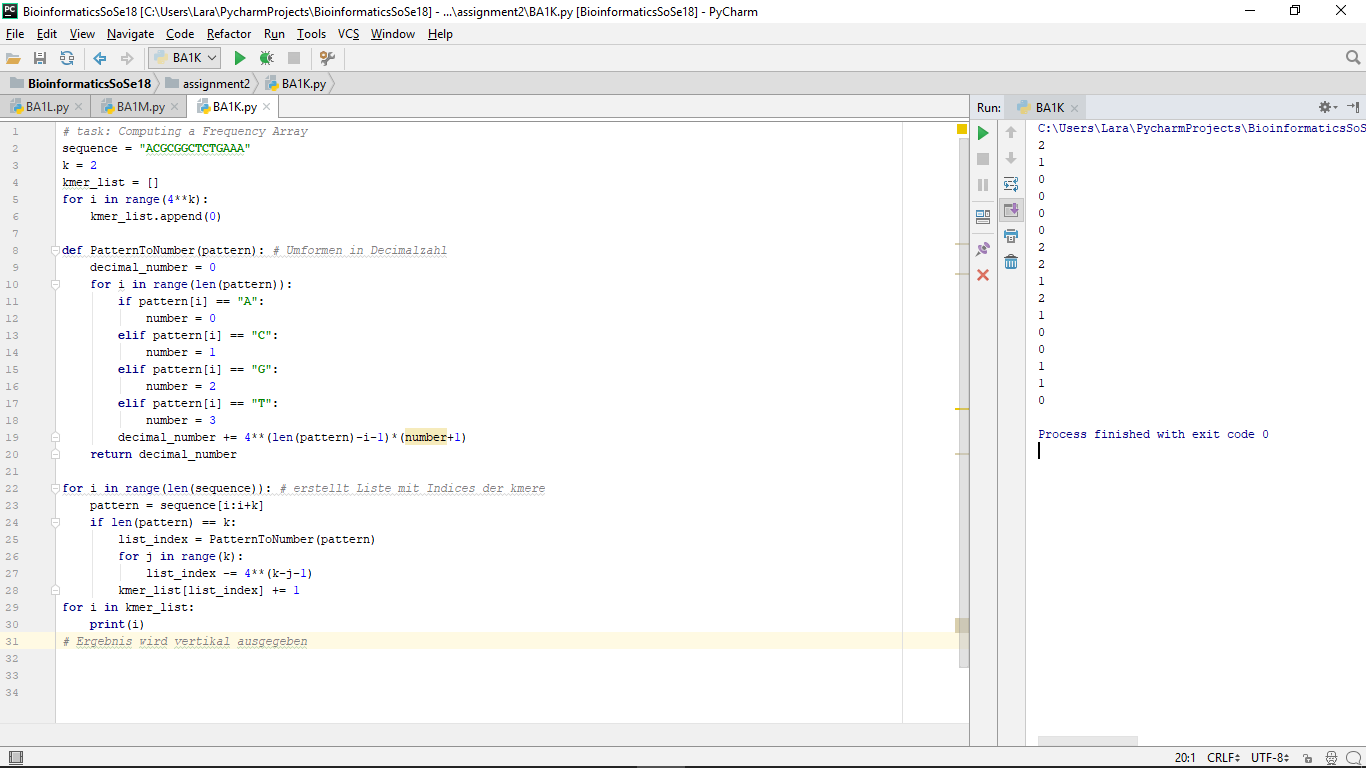 BioinformaticsSoSe18 [C:\Users\Lara\PycharmProjects\BioinformaticsSoSe18] - ...\assignment2\BA1K.py [BioinformaticsSoSe18] - PyCharm
File Edit View Navigate Code Refactor Run Tools VCS Window Help
BA1K
BioinformaticsSoSe18 assignment2 BA1K.py
BA1L.py BA1M.py BA1K.py
1 # task: Computing a Frequency Array
2 sequence = "ACGCGGCTCTGAAA"
3 k = 2
4 kmer_list = []
5 for i in range(4**k):
6     kmer_list.append(0)
7
8 def PatternToNumber(pattern): # Umformen in Decimalzahl
9     decimal_number = 0
10     for i in range(len(pattern)):
11         if pattern[i] == "A":
12             number = 0
13         elif pattern[i] == "C":
14             number = 1
15         elif pattern[i] == "G":
16             number = 2
17         elif pattern[i] == "T":
18             number = 3
19         decimal_number += 4**(len(pattern)-i-1)*(number+1)
20     return decimal_number
21
22 for i in range(len(sequence)): # erstellt Liste mit Indices der kmere
23     pattern = sequence[i:i+k]
24     if len(pattern) == k:
25         list_index = PatternToNumber(pattern)
26         for j in range(k):
27             list_index -= 4**(k-j-1)
28         kmer_list[list_index] += 1
29 for i in kmer_list:
30     print(i)
31 # Ergebnis wird vertikal ausgegeben
32
33
34
Run: BA1K
C:\Users\Lara\PycharmProjects\BioinformaticsSoS
2
1
0
0
0
0
2
2
1
2
1
0
0
1
1
0
Process finished with exit code 0
20:1 CRLF UTF-8